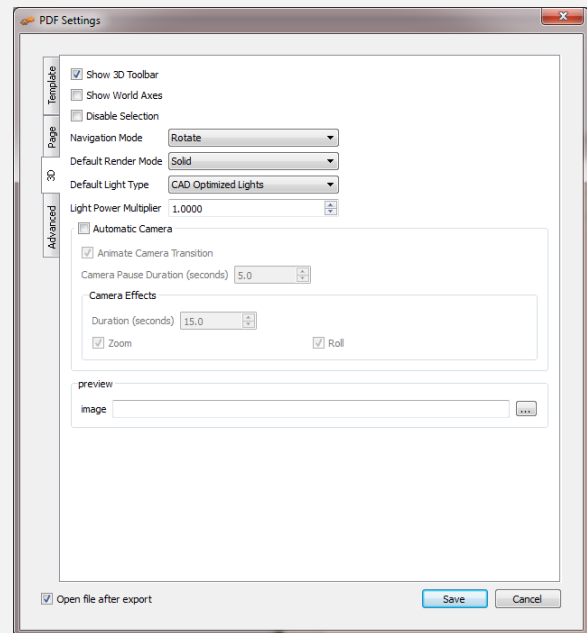 PDF Settings
Template
Page
3D
Advanced
Show 3D Toolbar
Show World Axes
Disable Selection
Navigation Mode Rotate
Default Render Mode Solid
Default Light Type CAD Optimized Lights
Light Power Multiplier 1.0000
Automatic Camera
Animate Camera Transition
Camera Pause Duration (seconds) 5.0
Camera Effects
Duration (seconds) 15.0
Zoom Roll
preview
image ...
Open file after export Save Cancel